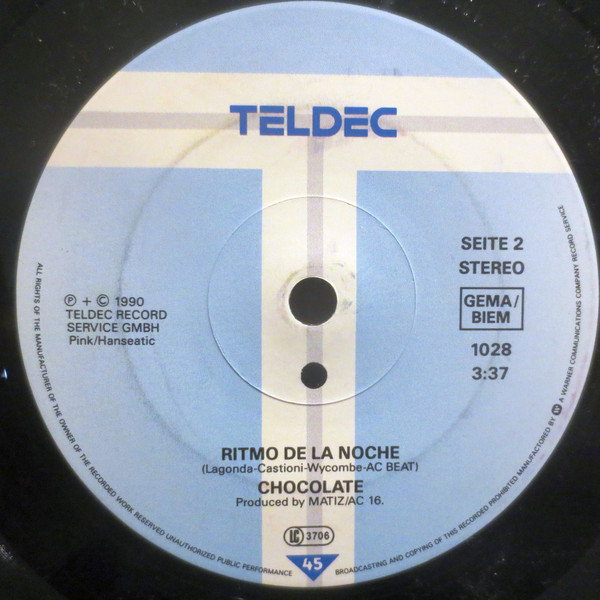 TELDEC
SEITE 2
STEREO
GEMA/
BIEM
1028
3:37
Ⓟ + © 1990
TELDEC RECORD
SERVICE GMBH
Pink/Hanseatic
RITMO DE LA NOCHE
(Lagonda-Castioni-Wycombe-AC BEAT)
CHOCOLATE
Produced by MATIZ/AC 16.
LC 3706
45
ALL RIGHTS OF THE MANUFACTURER OF THE OWNER OF THE RECORDED WORK RESERVED UNAUTHORIZED PUBLIC PERFORMANCE BROADCASTING AND COPYING OF THIS RECORDED PROHIBITED MANUFACTURED BY A WARNER COMMUNICATIONS COMPANY RECORD SERVICE